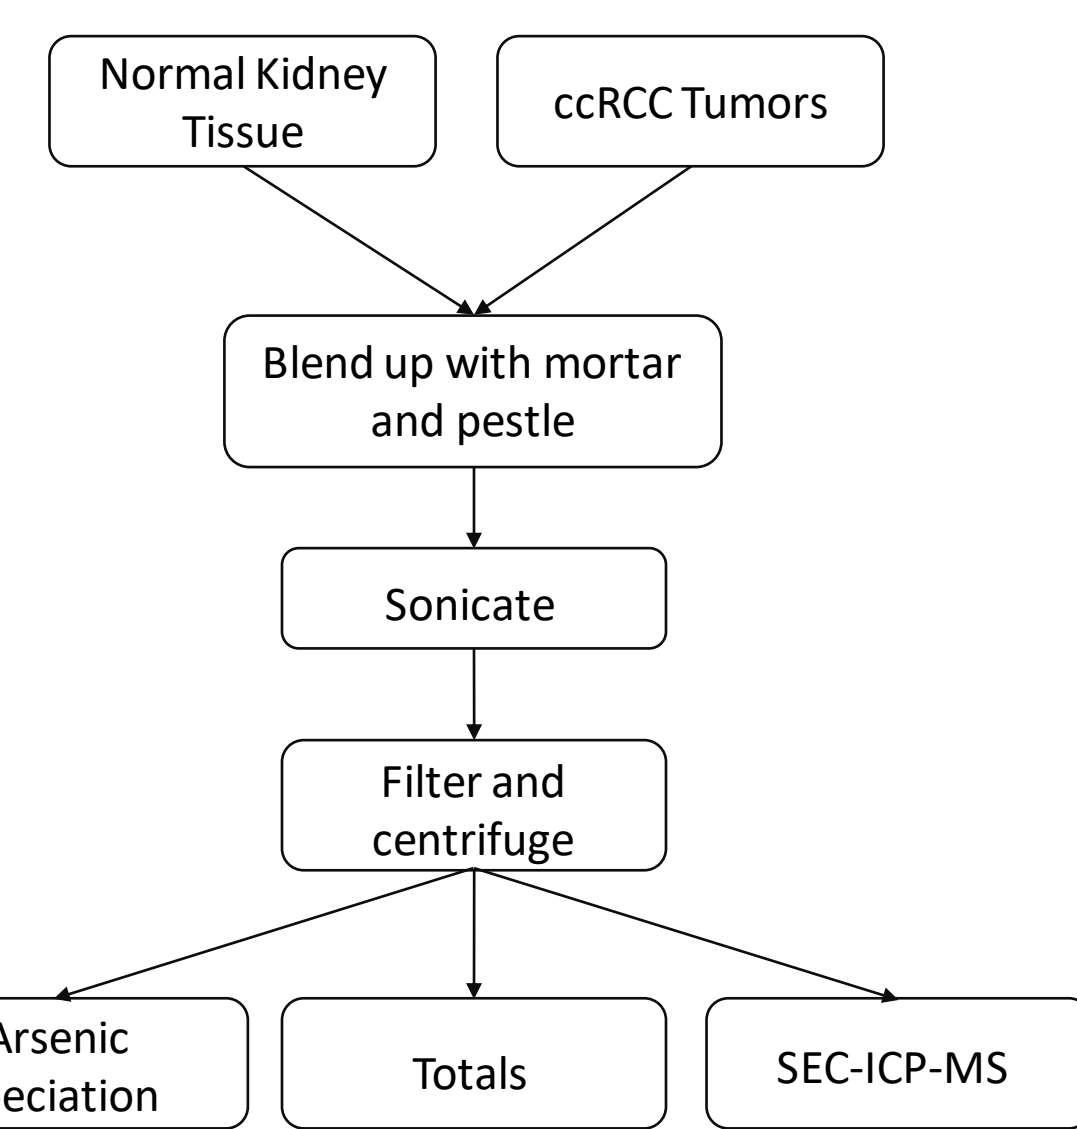 Normal Kidney
Tissue
ccRCC Tumors
Blend up with mortar
and pestle
Sonicate
Filter and
centrifuge
Arsenic
eciation
Totals
SEC-ICP-MS